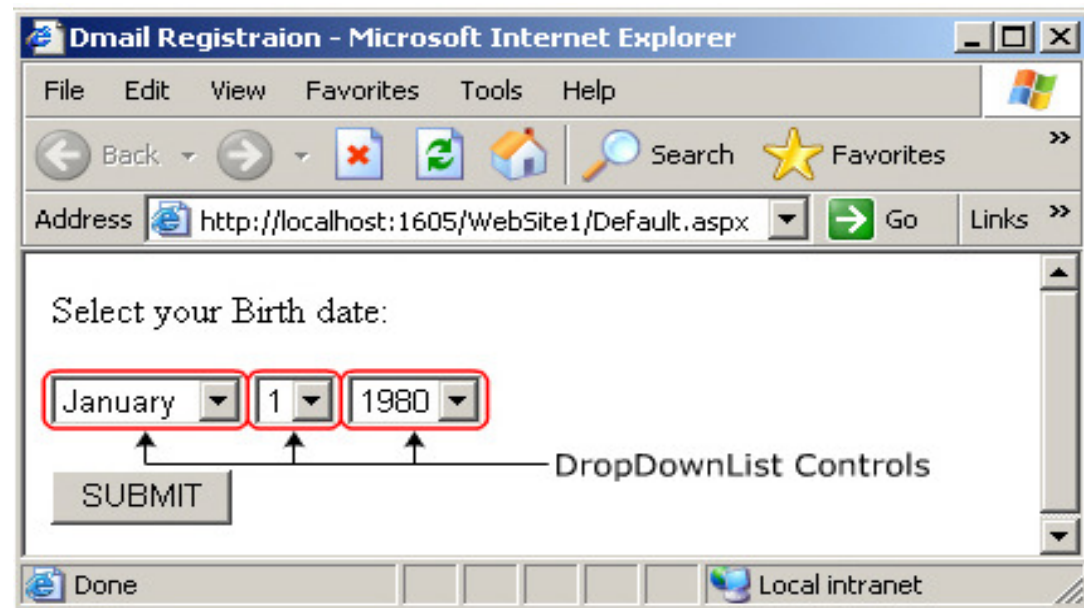 Dmail Registraion - Microsoft Internet Explorer
File Edit View Favorites Tools Help
Back Search Favorites »
Address http://localhost:1605/WebSite1/Default.aspx Go Links »
Select your Birth date:
January 1 1980
DropDownList Controls
SUBMIT
Done Local intranet